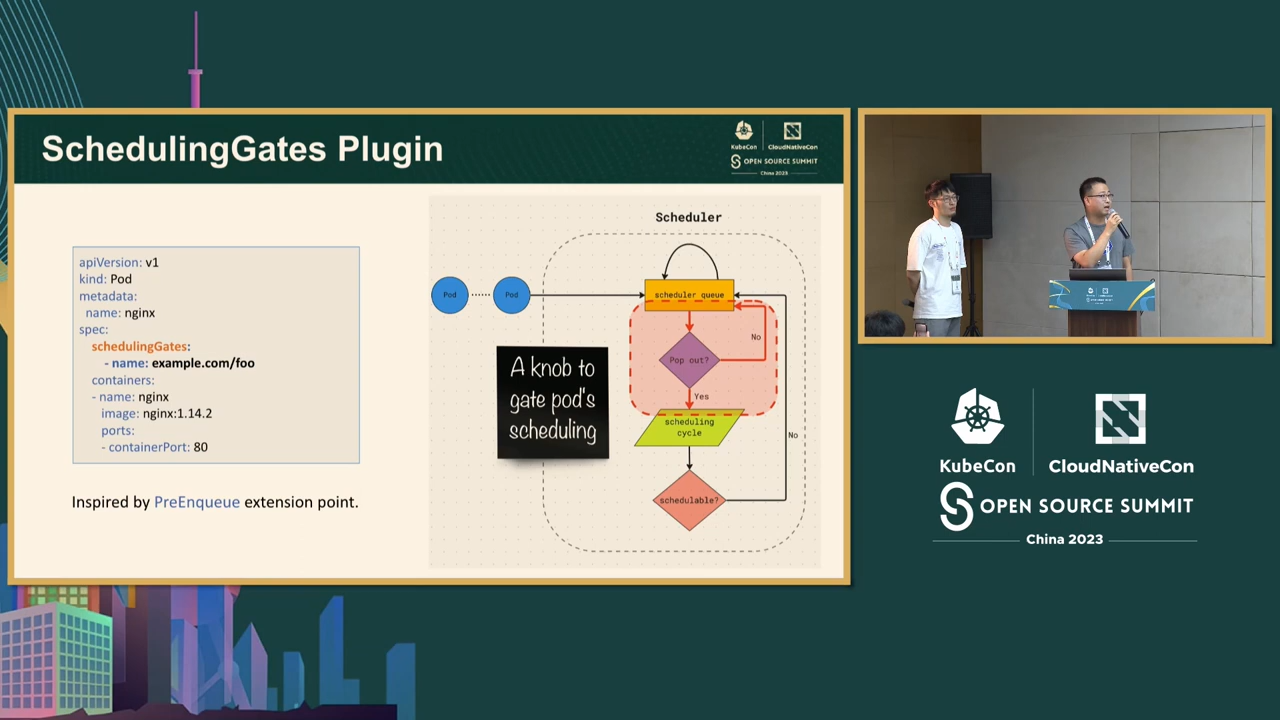 SchedulingGates Plugin
KubeCon
CloudNativeCon
OPEN SOURCE SUMMIT
China 2023
apiVersion: v1
kind: Pod
metadata:
name: nginx
spec:
schedulingGates:
- name: example.com/foo
containers:
- name: nginx
image: nginx:1.14.2
ports:
- containerPort: 80
Inspired by PreEnqueue extension point.
Scheduler
Pod
Pod
scheduler queue
No
Pop out?
Yes
scheduling
cycle
No
schedulable?
A knob to
gate pod's
scheduling
KubeCon
CloudNativeCon
OPEN SOURCE SUMMIT
China 2023